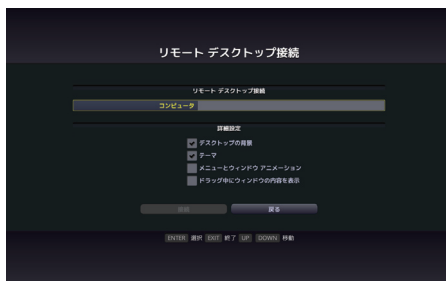 リモート デスクトップ接続
リモート デスクトップ接続
コンピュータ
詳細設定
デスクトップの背景
テーマ
メニューとウィンドウ アニメーション
ドラッグ中にウィンドウの内容を表示
接続 戻る
ENTER 選択 EXIT 終了 UP DOWN 移動